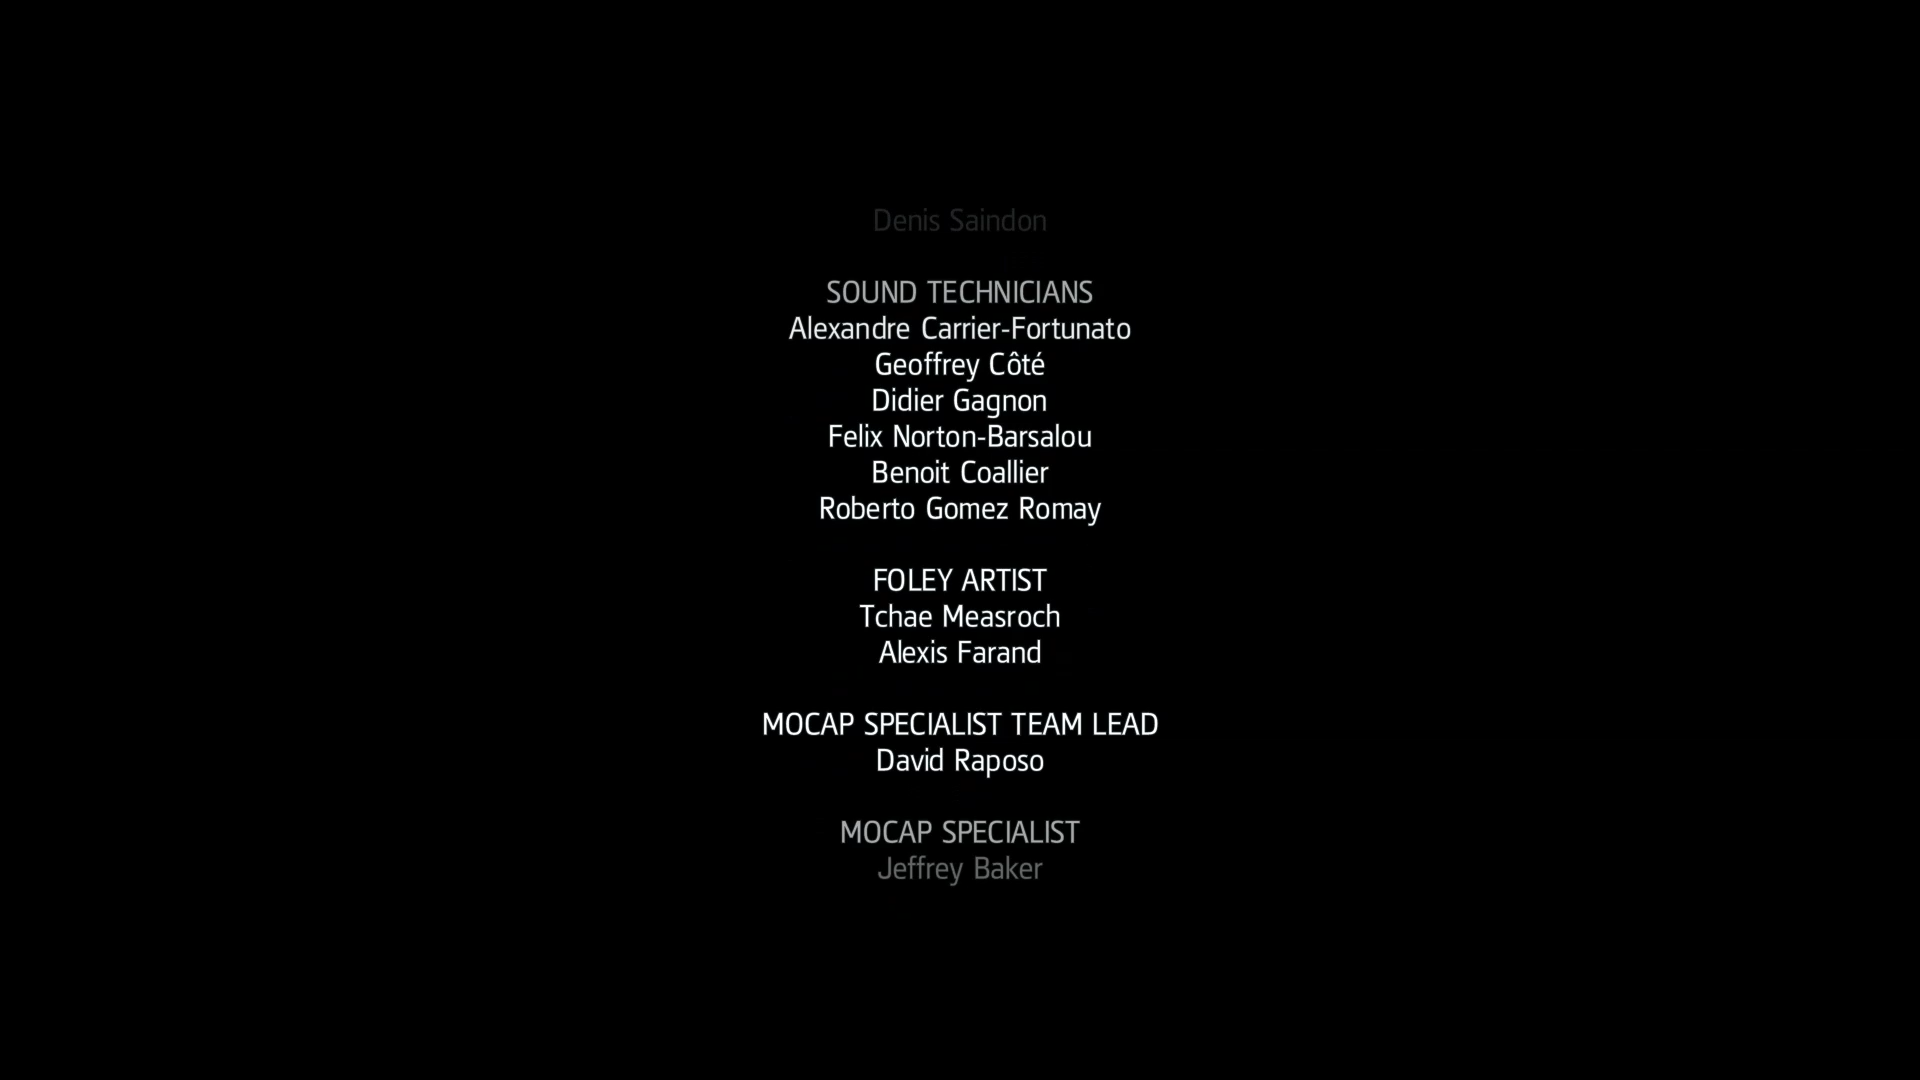 Denis Saindon
SOUND TECHNICIANS
Alexandre Carrier-Fortunato
Geoffrey Côté
Didier Gagnon
Felix Norton-Barsalou
Benoit Coallier
Roberto Gomez Romay
FOLEY ARTIST
Tchae Measroch
Alexis Farand
MOCAP SPECIALIST TEAM LEAD
David Raposo
MOCAP SPECIALIST
Jeffrey Baker